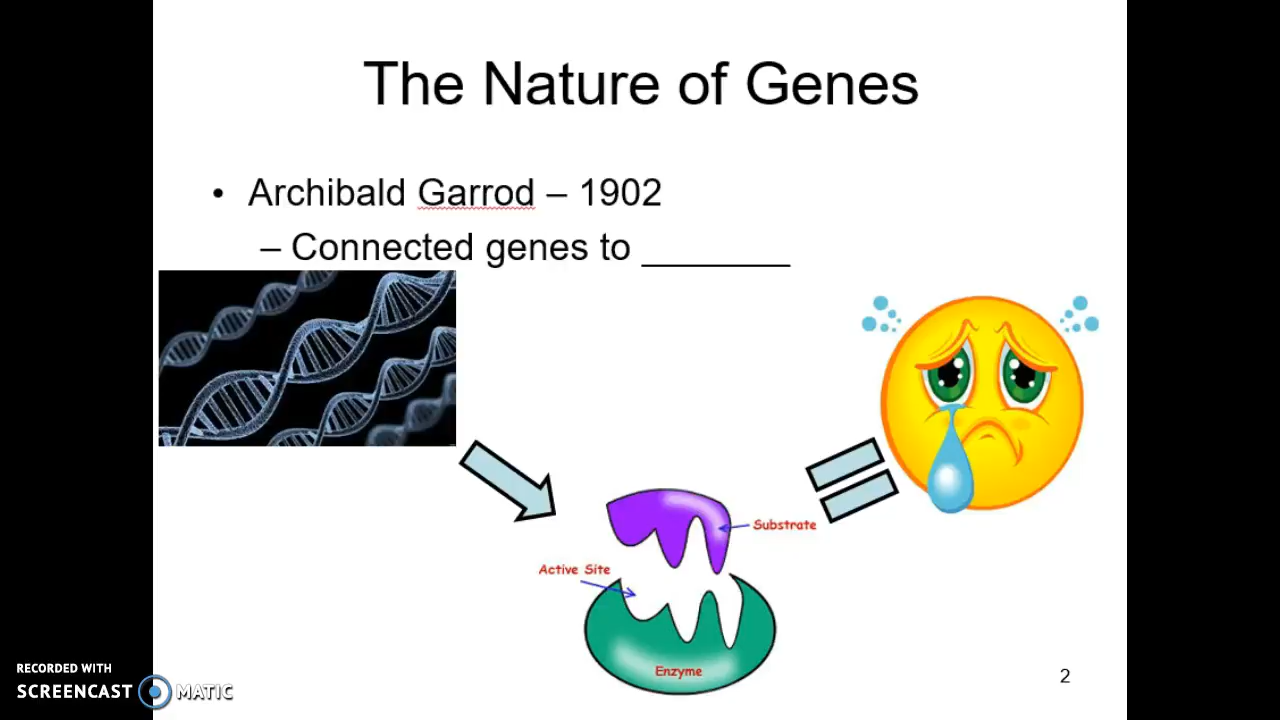 The Nature of Genes
• Archibald Garrod – 1902
– Connected genes to ________
Substrate
Active Site
Enzyme
RECORDED WITH
SCREENCAST MATIC
2